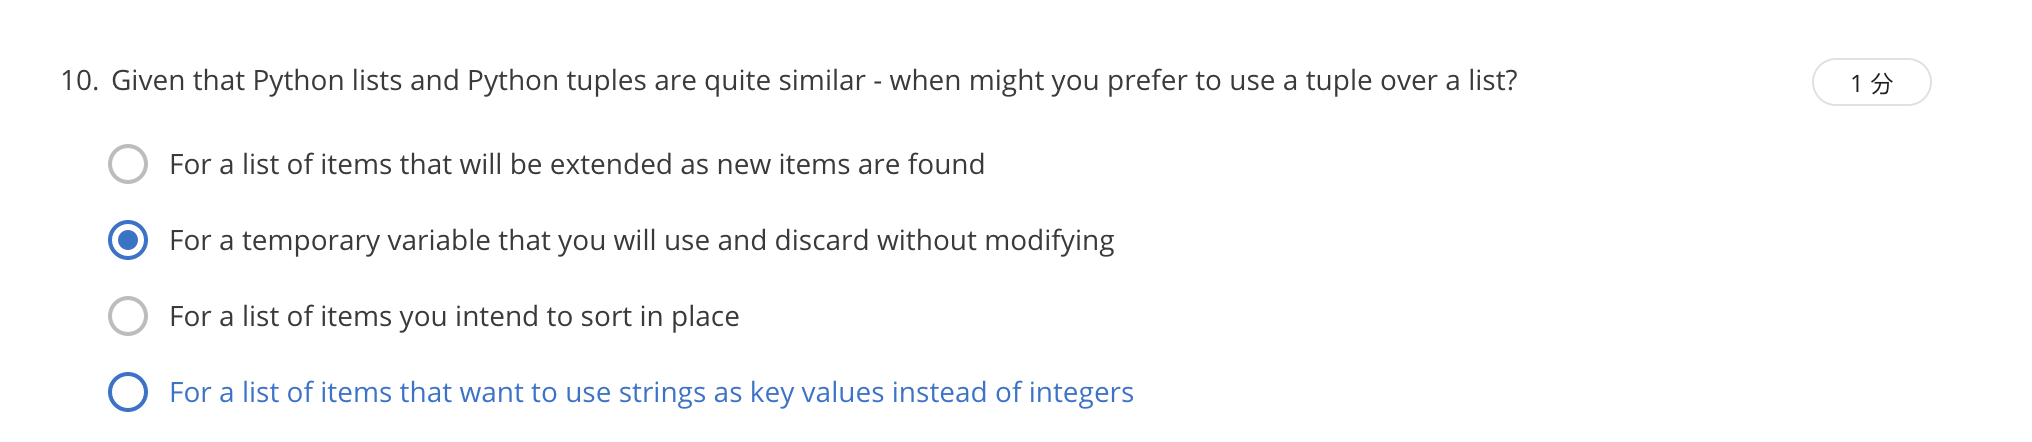 10. Given that Python lists and Python tuples are quite similar - when might you prefer to use a tuple over a list?
1 分
For a list of items that will be extended as new items are found
For a temporary variable that you will use and discard without modifying
For a list of items you intend to sort in place
For a list of items that want to use strings as key values instead of integers